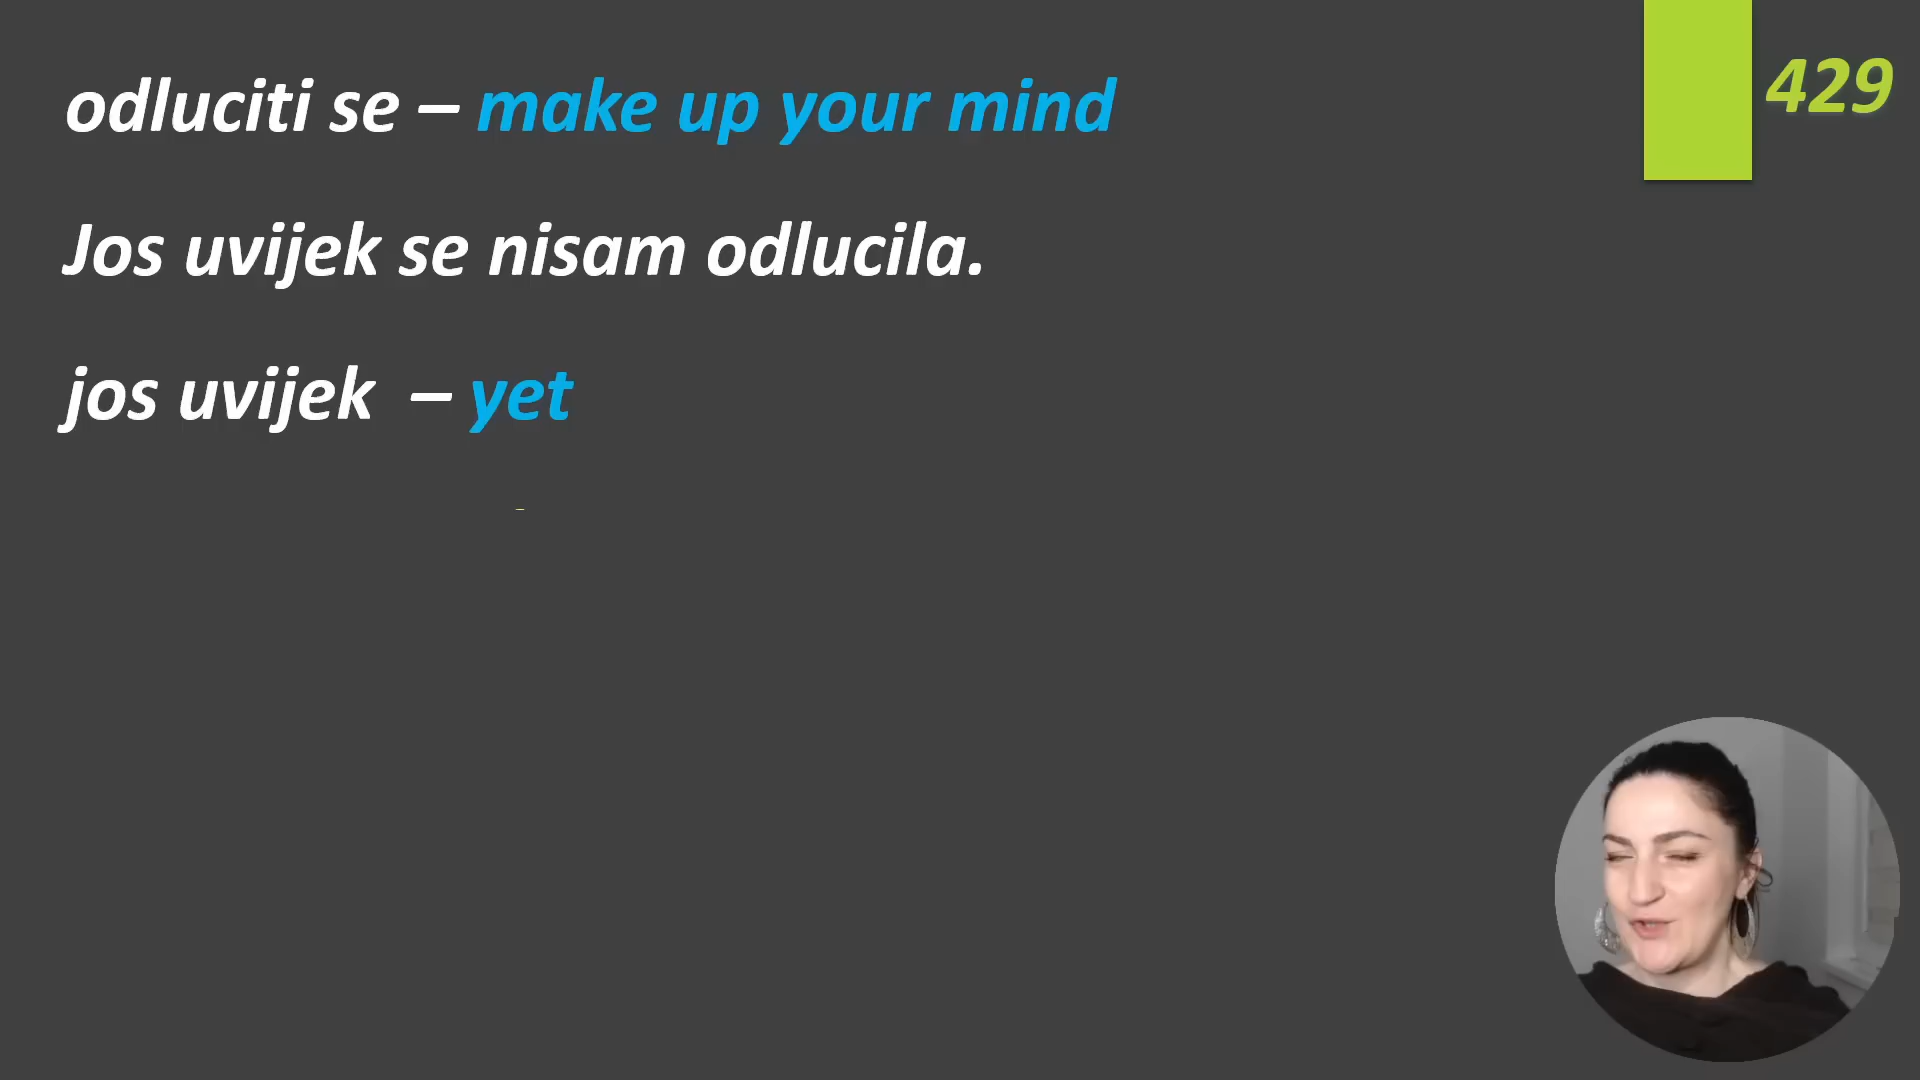 odluciti se – make up your mind
429
Jos uvijek se nisam odlucila.
jos uvijek – yet